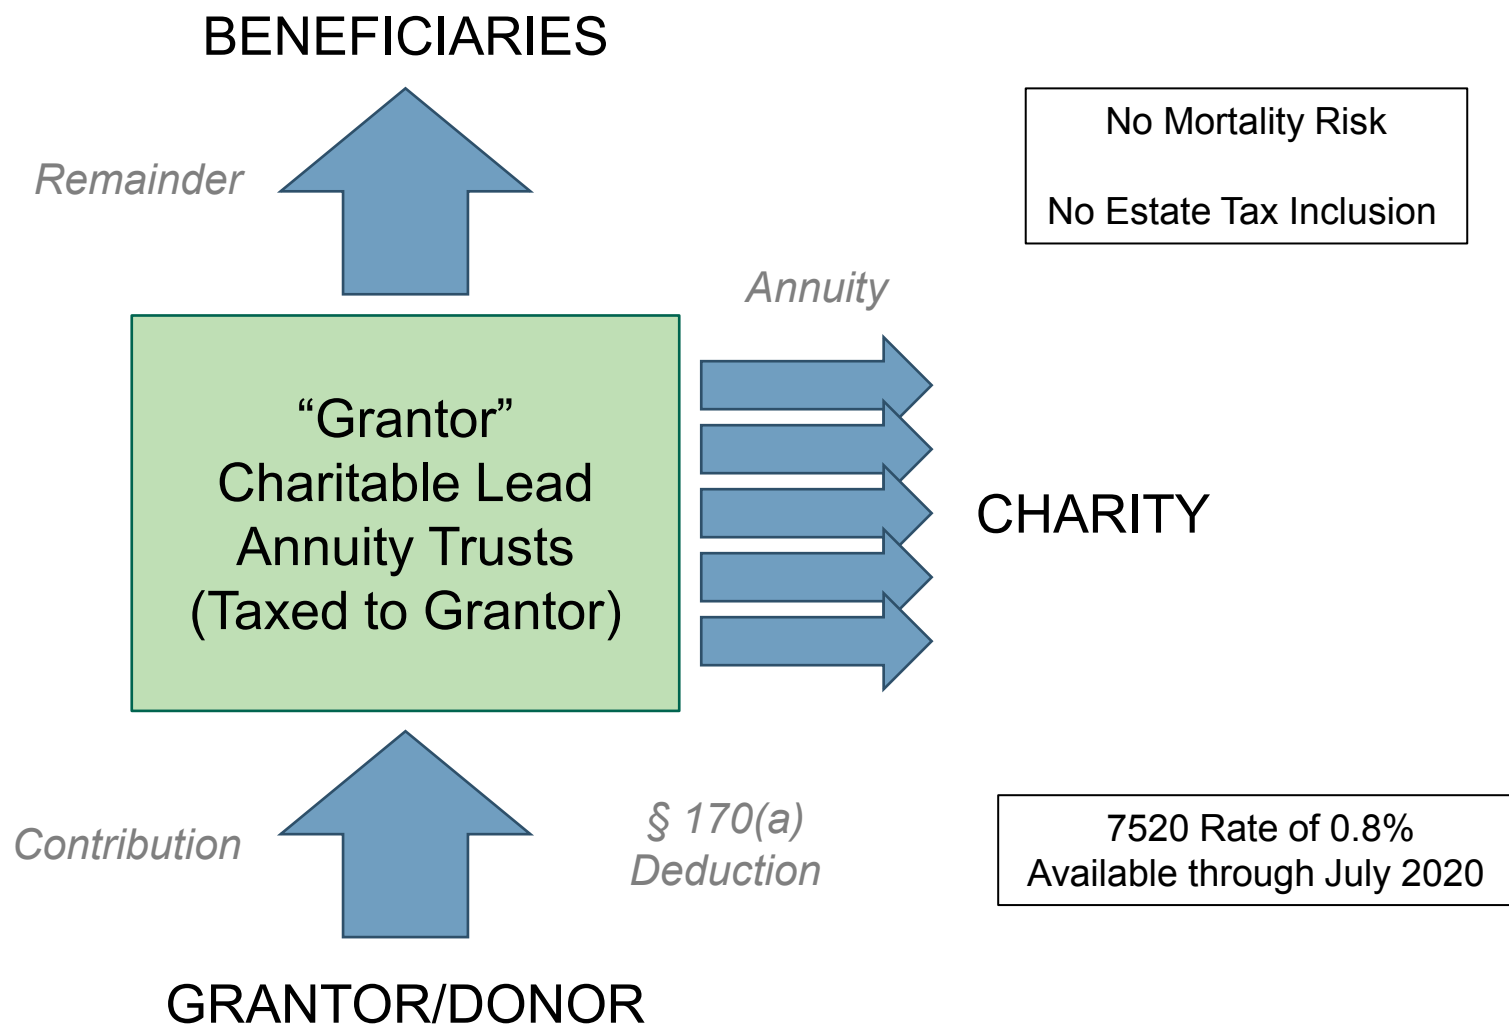 BENEFICIARIES
No Mortality Risk
No Estate Tax Inclusion
Remainder
Annuity
“Grantor”
Charitable Lead
Annuity Trusts
(Taxed to Grantor)
CHARITY
Contribution
§ 170(a)
Deduction
7520 Rate of 0.8%
Available through July 2020
GRANTOR/DONOR